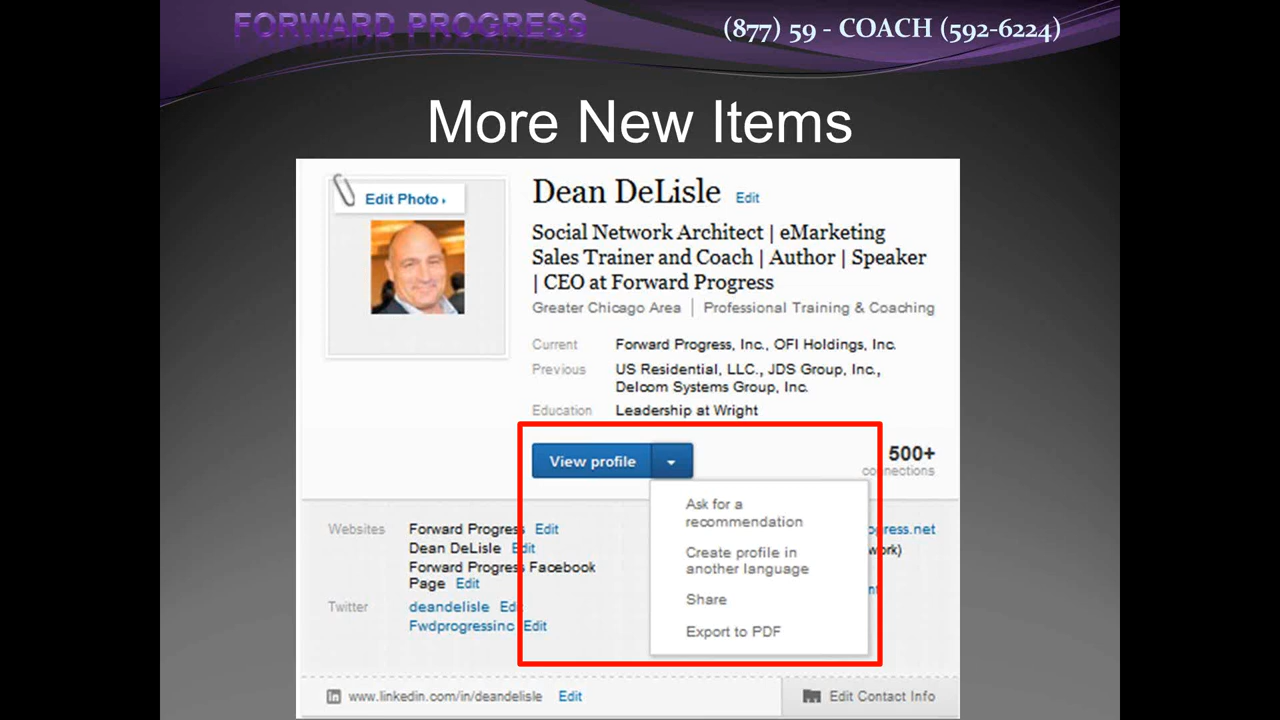 FORWARD PROGRESS
(877) 59 - COACH (592-6224)
More New Items
Edit Photo
Dean DeLisle Edit
Social Network Architect | eMarketing
Sales Trainer and Coach | Author | Speaker
| CEO at Forward Progress
Greater Chicago Area | Professional Training & Coaching
Current Forward Progress, Inc., OFI Holdings, Inc.
Previous US Residential, LLC., JDS Group, Inc.,
Delcom Systems Group, Inc.
Education Leadership at Wright
View profile
500+
connections
Ask for a
recommendation
Create profile in
another language
Share
Export to PDF
Websites Forward Progress Edit
Dean DeLisle Edit
Forward Progress Facebook
Page Edit
Twitter deandelisle Edit
Fwdprogressinc Edit
ogress.net
work)
www.linkedin.com/in/deandelisle Edit
Edit Contact Info